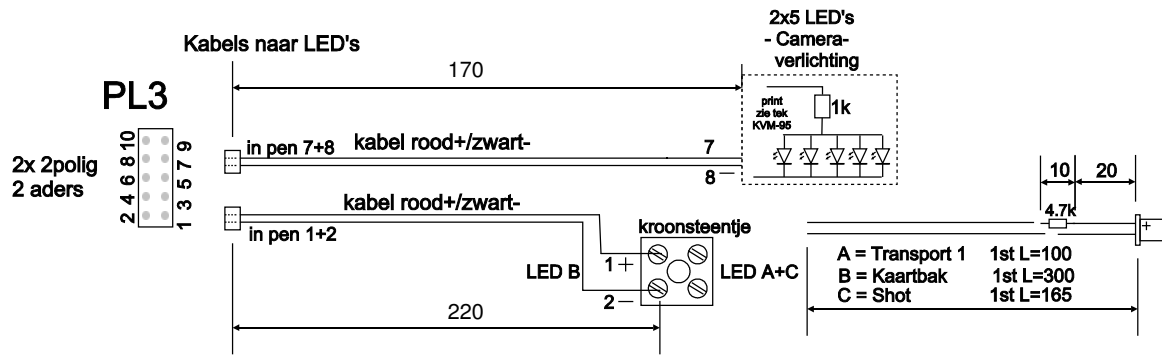 2x5 LED's
- Camera-
verlichting
Kabels naar LED's
170
PL3
1k
print
zie tek
KVM-95
10
8
6
4
2
9
7
5
3
1
2x 2polig
2 aders
in pen 7+8
kabel rood+/zwart-
7
8 -
kabel rood+/zwart-
in pen 1+2
kroonsteentje
LED B
1 +
2 -
LED A+C
220
10
20
4.7k
+
A = Transport 1 1st L=100
B = Kaartbak 1st L=300
C = Shot 1st L=165